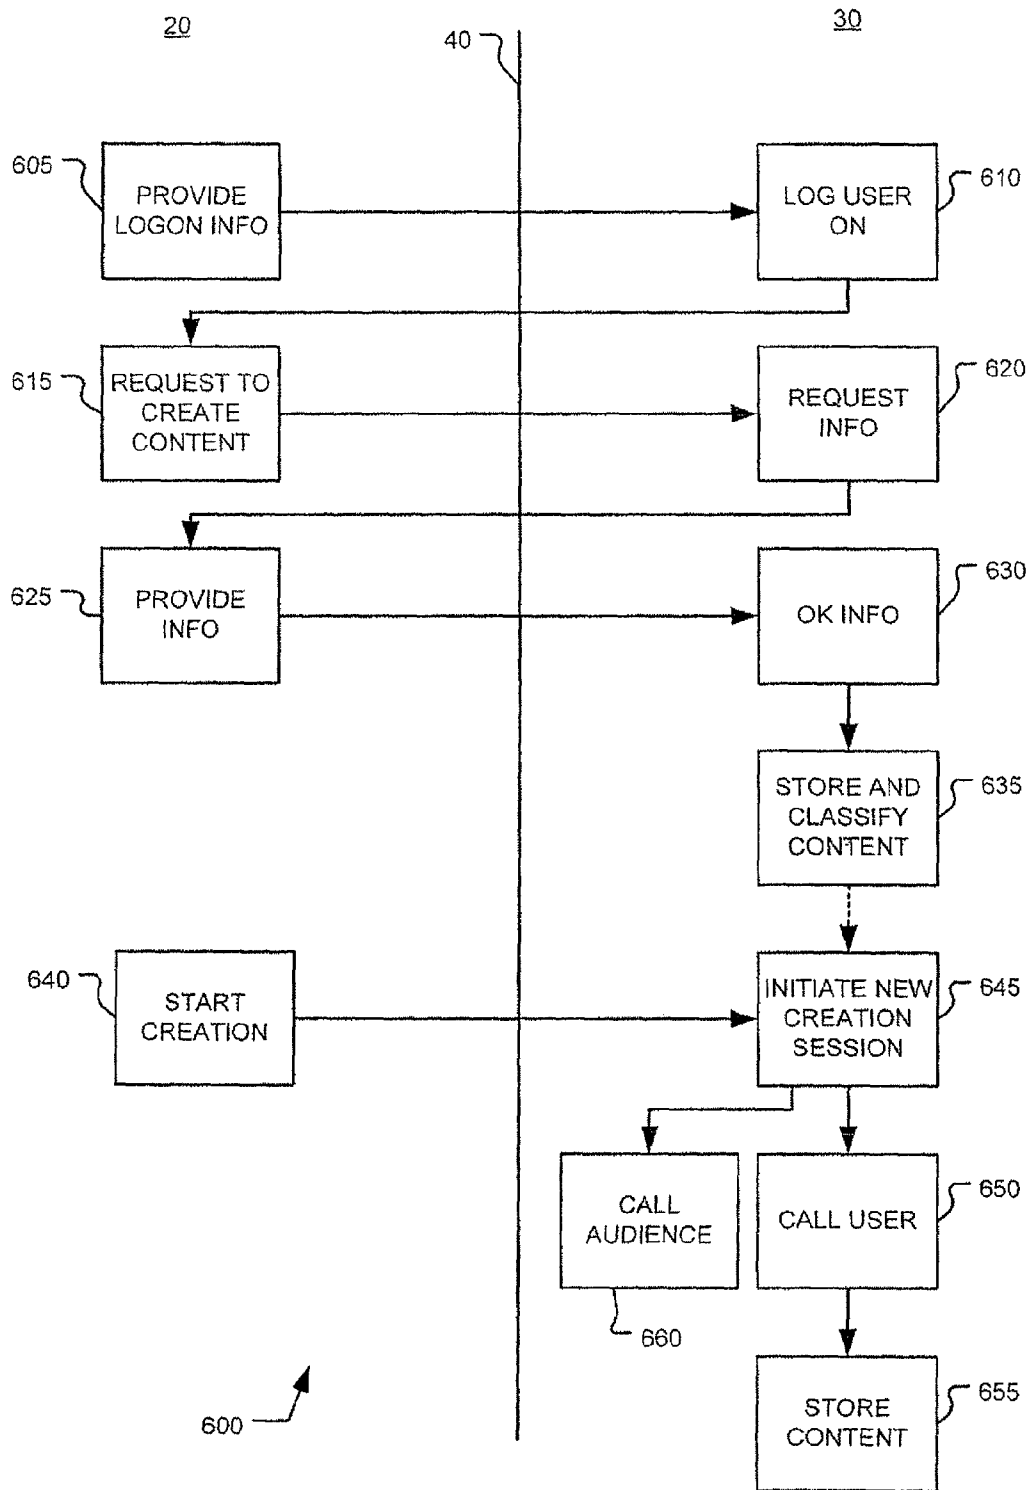 20
30
40
605
PROVIDE
LOGON INFO
LOG USER
ON
610
615
REQUEST TO
CREATE
CONTENT
REQUEST
INFO
620
625
PROVIDE
INFO
OK INFO
630
STORE AND
CLASSIFY
CONTENT
635
640
START
CREATION
INITIATE NEW
CREATION
SESSION
645
CALL
AUDIENCE
660
CALL USER
650
STORE
CONTENT
655
600